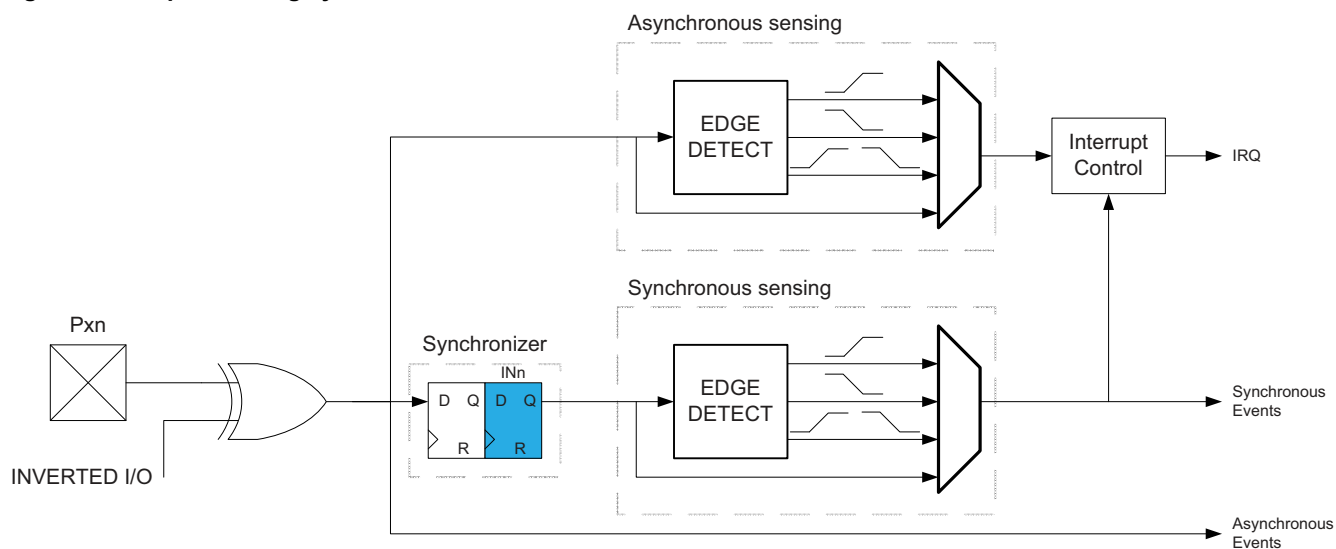 Asynchronous sensing
EDGE
DETECT
Interrupt
Control
IRQ
Synchronous sensing
Pxn
Synchronizer
INn
D Q D Q
R R
EDGE
DETECT
Synchronous
Events
INVERTED I/O
Asynchronous
Events